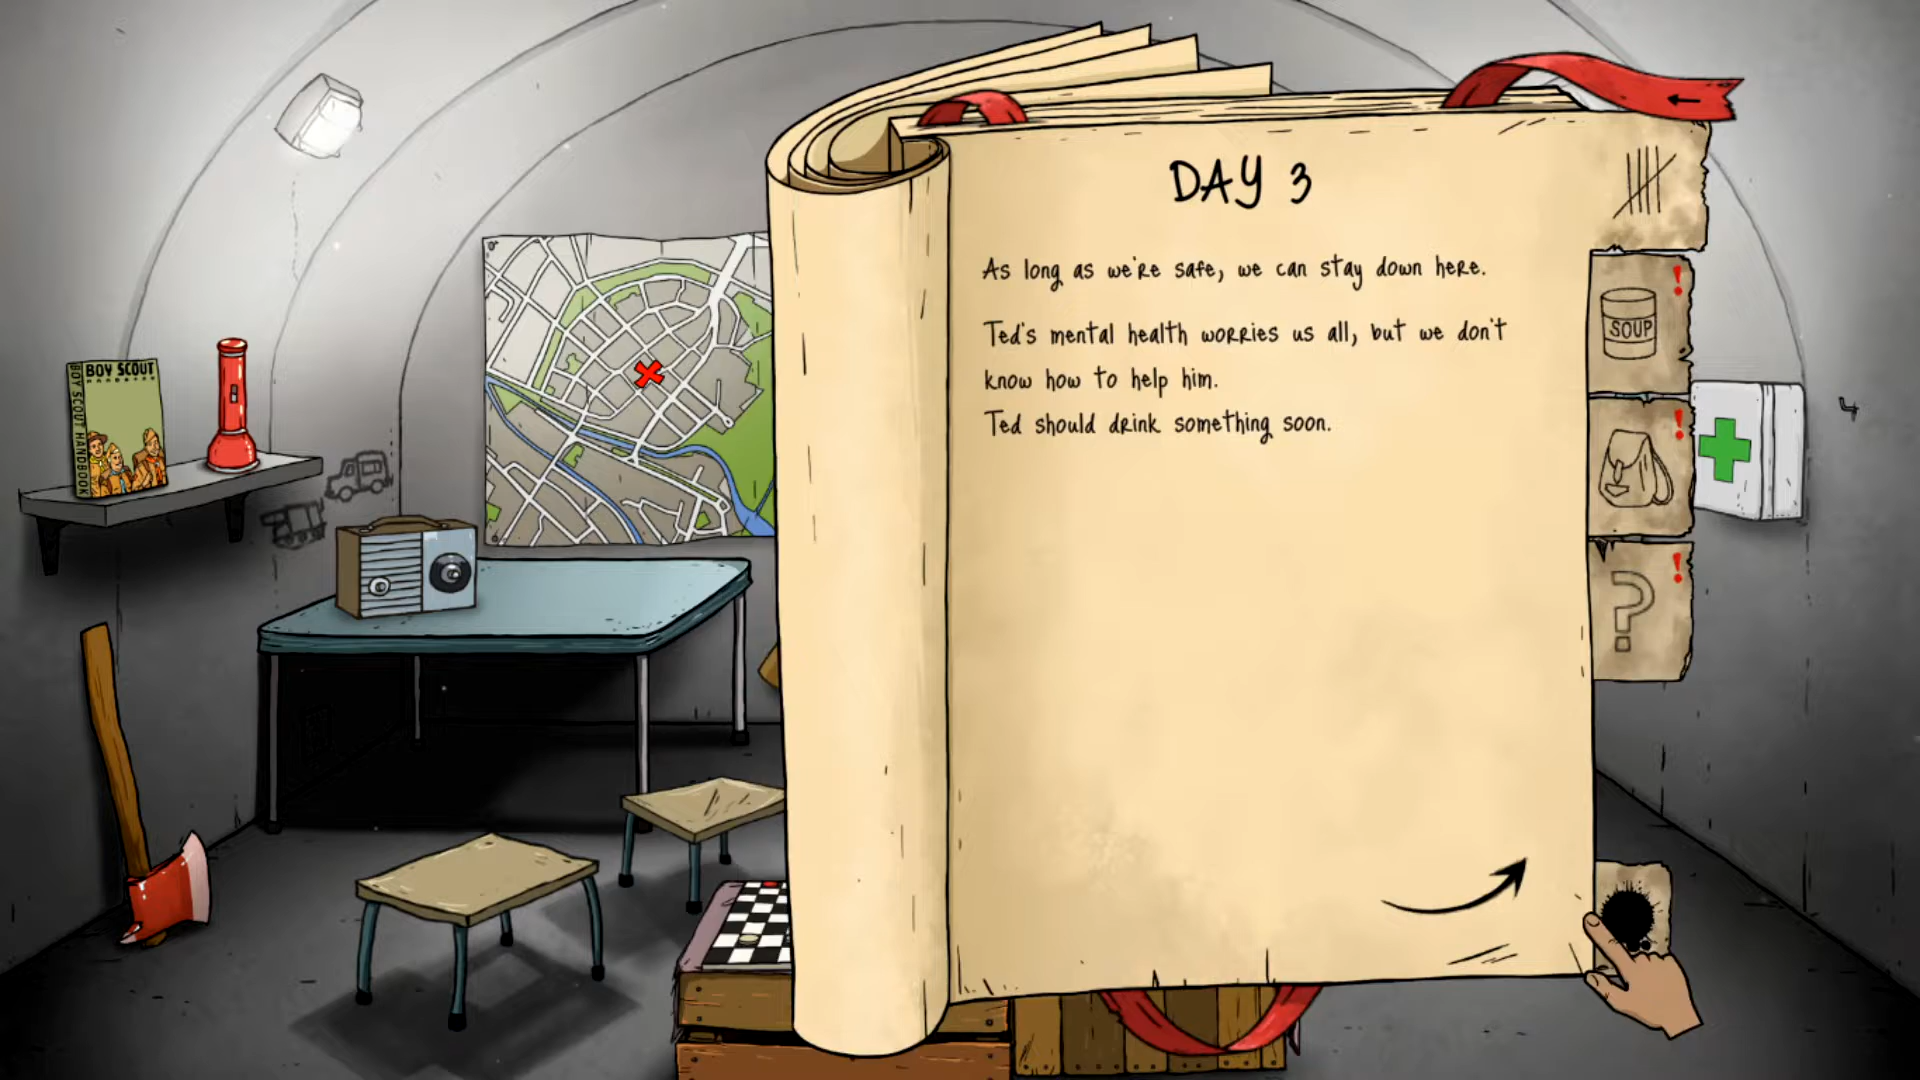 DAY 3
As long as we're safe, we can stay down here.
Ted's mental health worries us all, but we don't
know how to help him.
Ted should drink something soon.
SOUP
!
!
!
?
BOY SCOUT
BOY SCOUT HANDBOOK